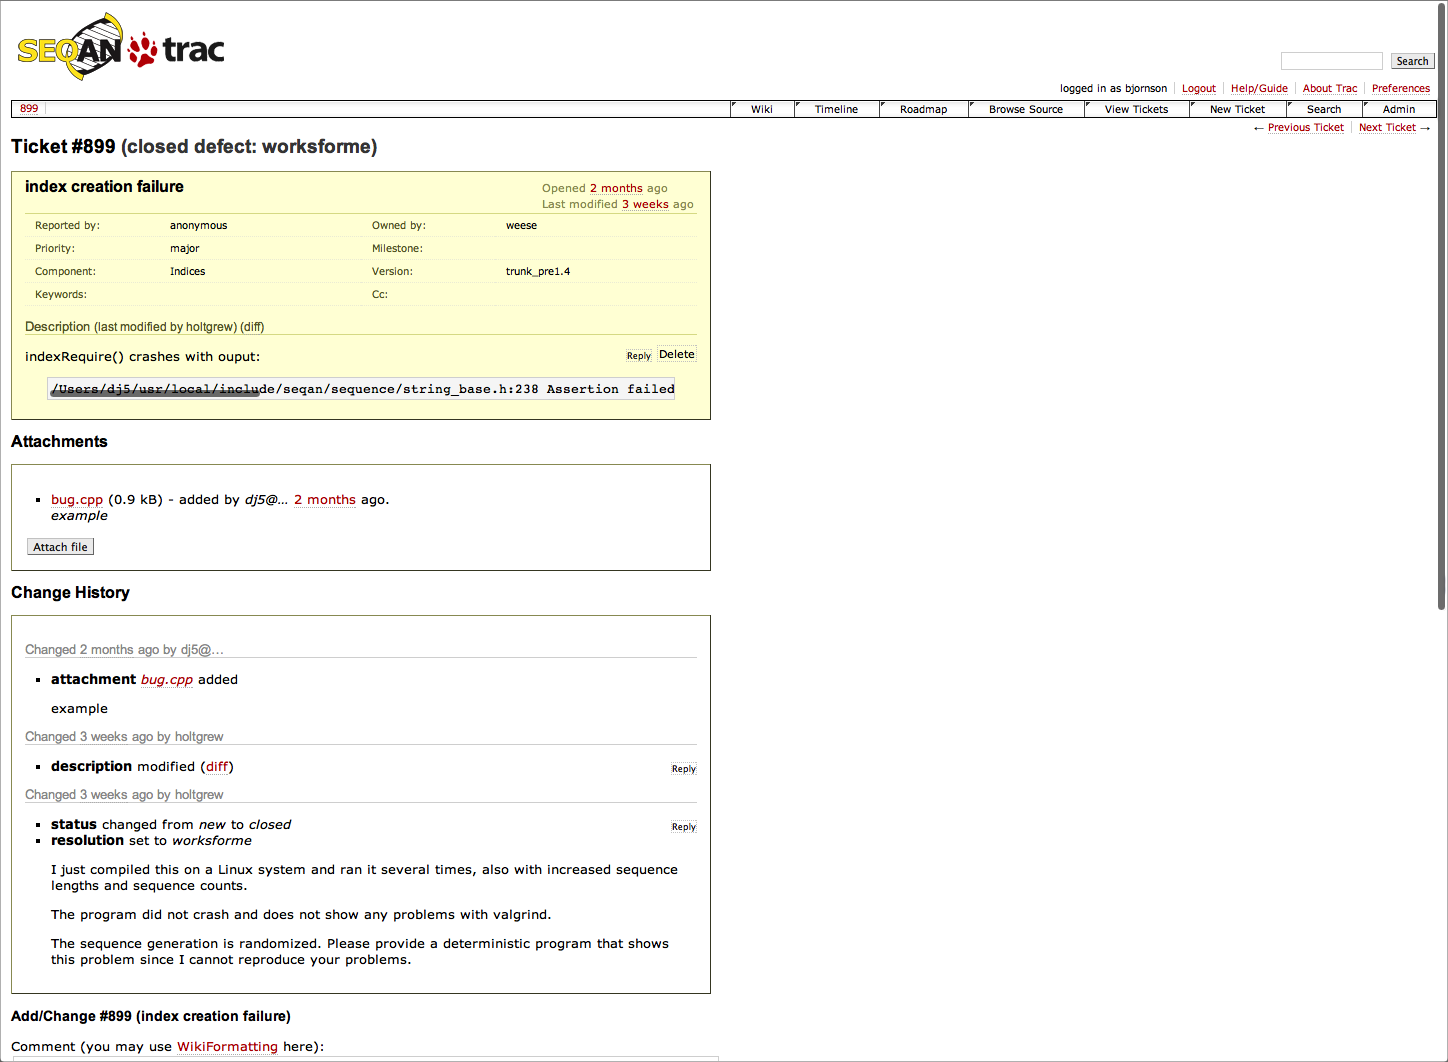 SEQAN trac
Search
logged in as bjornson Logout Help/Guide About Trac Preferences
899 Wiki Timeline Roadmap Browse Source View Tickets New Ticket Search Admin
← Previous Ticket Next Ticket →
Ticket #899 (closed defect: worksforme)
index creation failure
Opened 2 months ago
Last modified 3 weeks ago
Reported by: anonymous Owned by: weese
Priority: major Milestone:
Component: Indices Version: trunk_pre1.4
Keywords: Cc:
Description (last modified by holtgrew) (diff)
indexRequire() crashes with ouput: Reply Delete
/Users/dj5/usr/local/include/seqan/sequence/string_base.h:238 Assertion failed
Attachments
bug.cpp (0.9 kB) - added by dj5@... 2 months ago.
example
Attach file
Change History
Changed 2 months ago by dj5@...
attachment bug.cpp added
example
Changed 3 weeks ago by holtgrew
description modified (diff) Reply
Changed 3 weeks ago by holtgrew
status changed from new to closed Reply
resolution set to worksforme
I just compiled this on a Linux system and ran it several times, also with increased sequence
lengths and sequence counts.
The program did not crash and does not show any problems with valgrind.
The sequence generation is randomized. Please provide a deterministic program that shows
this problem since I cannot reproduce your problems.
Add/Change #899 (index creation failure)
Comment (you may use WikiFormatting here):